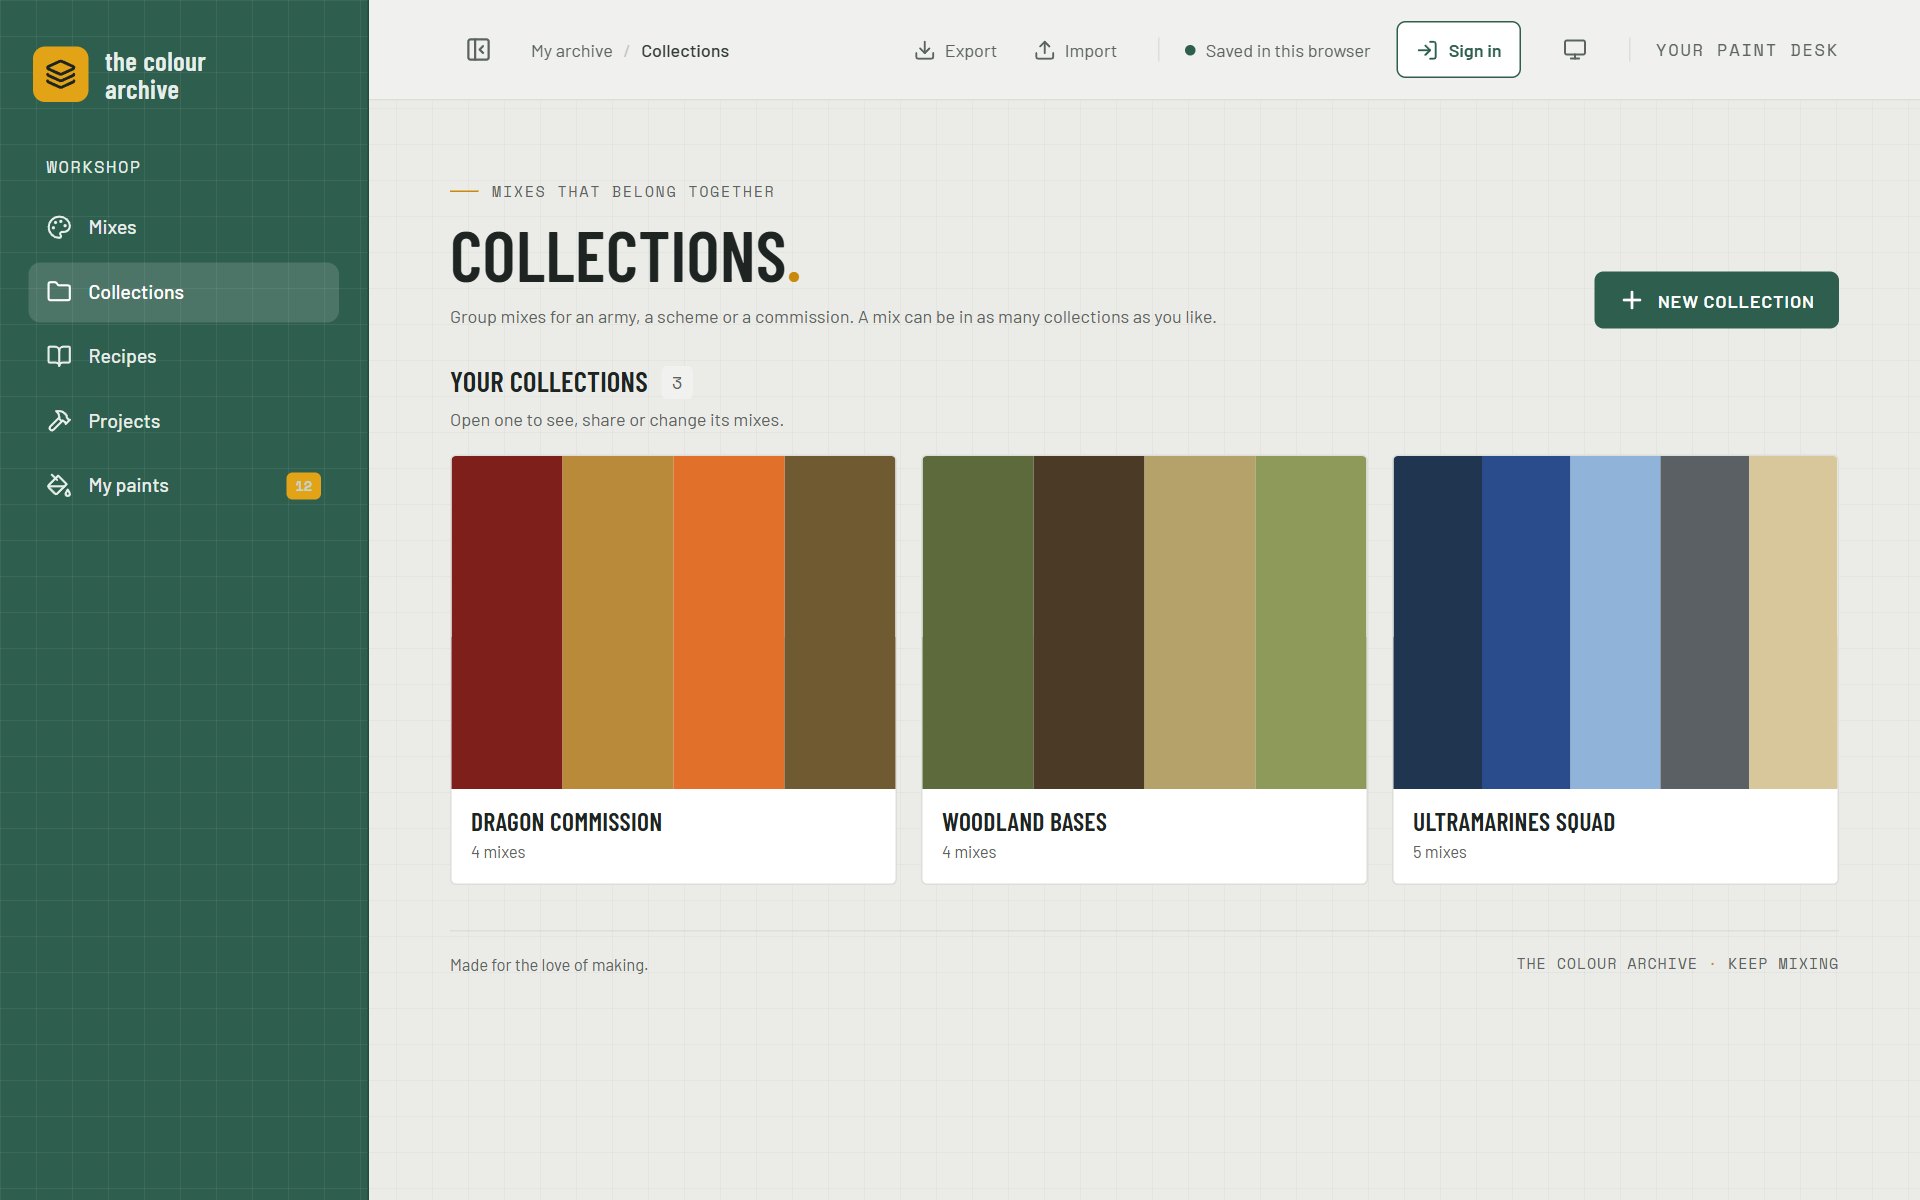 the colour
archive
WORKSHOP
Mixes
Collections
Recipes
Projects
My paints 12
My archive / Collections
Export
Import
Saved in this browser
Sign in
YOUR PAINT DESK
MIXES THAT BELONG TOGETHER
COLLECTIONS.
Group mixes for an army, a scheme or a commission. A mix can be in as many collections as you like.
NEW COLLECTION
YOUR COLLECTIONS 3
Open one to see, share or change its mixes.
DRAGON COMMISSION
4 mixes
WOODLAND BASES
4 mixes
ULTRAMARINES SQUAD
5 mixes
Made for the love of making.
THE COLOUR ARCHIVE · KEEP MIXING